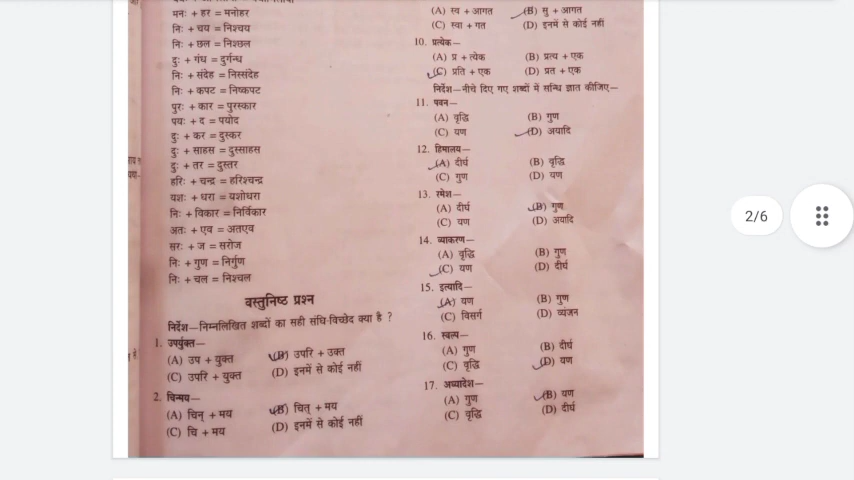 मनः + हर = मनोहर
निः + चय = निश्चय
निः + छल = निश्छल
दुः + गंध = दुर्गन्ध
निः + संदेह = निस्संदेह
निः + कपट = निष्कपट
पुरः + कार = पुरस्कार
पयः + द = पयोद
दुः + कर = दुस्कर
दुः + साहस = दुस्साहस
दुः + तर = दुस्तर
हरिः + चन्द्र = हरिश्चन्द्र
यशः + धरा = यशोधरा
निः + विकार = निर्विकार
अतः + एव = अतएव
सरः + ज = सरोज
निः + गुण = निर्गुण
निः + चल = निश्चल
वस्तुनिष्ठ प्रश्न
निर्देश—निम्नलिखित शब्दों का सही संधि-विच्छेद क्या है ?
1. उपर्युक्त—
(A) उप + युक्त (B) उपरि + उक्त
(C) उपरि + युक्त (D) इनमें से कोई नहीं
2. चिन्मय—
(A) चिन् + मय (B) चित् + मय
(C) चि + मय (D) इनमें से कोई नहीं
(A) स्व + आगत (B) सु + आगत
(C) स्वा + गत (D) इनमें से कोई नहीं
10. प्रत्येक—
(A) प्र + त्येक (B) प्रत्य + एक
(C) प्रति + एक (D) प्रत + एक
निर्देश—नीचे दिए गए शब्दों में सन्धि ज्ञात कीजिए—
11. पवन—
(A) वृद्धि (B) गुण
(C) यण (D) अयादि
12. हिमालय—
(A) दीर्घ (B) वृद्धि
(C) गुण (D) यण
13. रमेश—
(A) दीर्घ (B) गुण
(C) यण (D) अयादि
14. व्याकरण—
(A) वृद्धि (B) गुण
(C) यण (D) दीर्घ
15. इत्यादि—
(A) यण (B) गुण
(C) विसर्ग (D) व्यंजन
16. स्वल्प—
(A) गुण (B) दीर्घ
(C) वृद्धि (D) यण
17. अध्यादेश—
(A) गुण (B) यण
(C) वृद्धि (D) दीर्घ
2/6